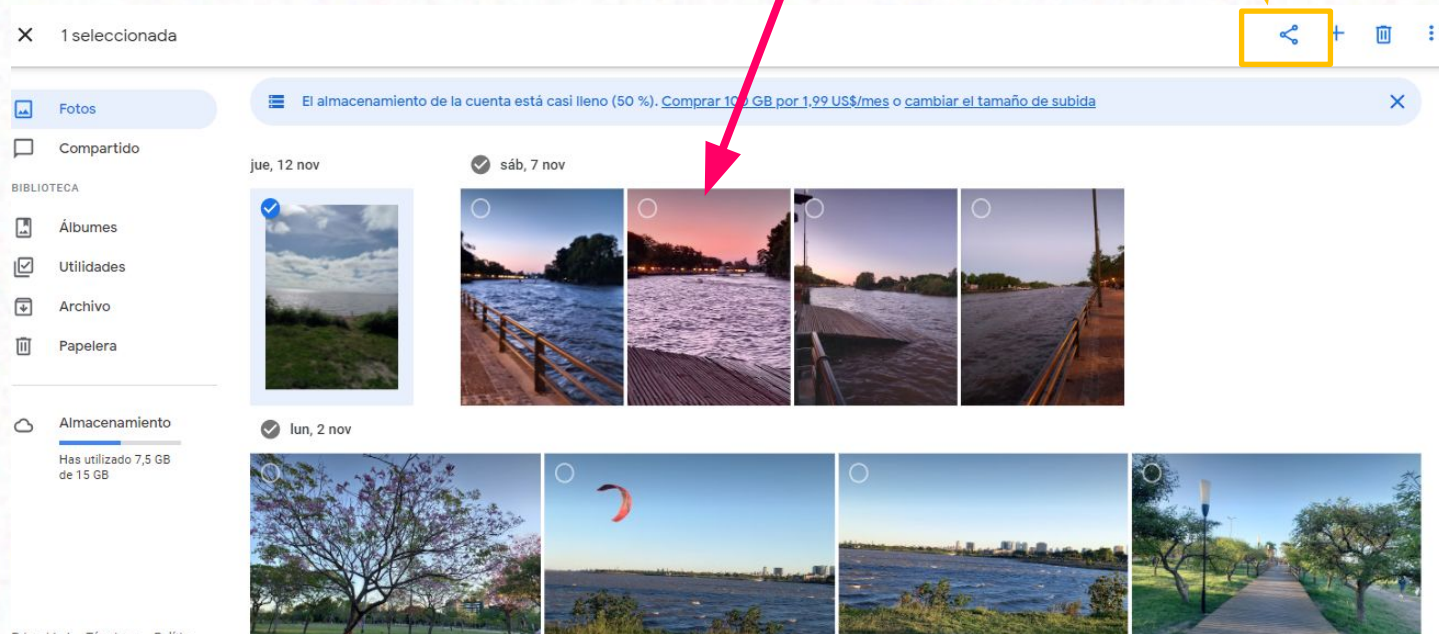 1 seleccionada
Fotos
Compartido
BIBLIOTECA
Álbumes
Utilidades
Archivo
Papelera
Almacenamiento
Has utilizado 7,5 GB
de 15 GB
El almacenamiento de la cuenta está casi lleno (50 %). Comprar 100 GB por 1,99 US$/mes o cambiar el tamaño de subida
jue, 12 nov
sáb, 7 nov
lun, 2 nov